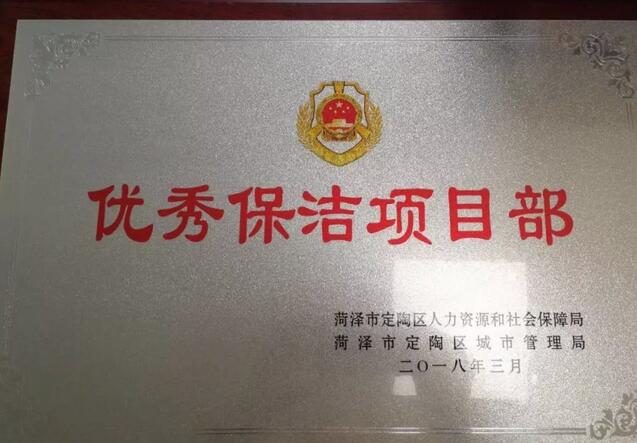 优秀保洁项目部
菏泽市定陶区人力资源和社会保障局
菏泽市定陶区城市管理局
二〇一八年三月